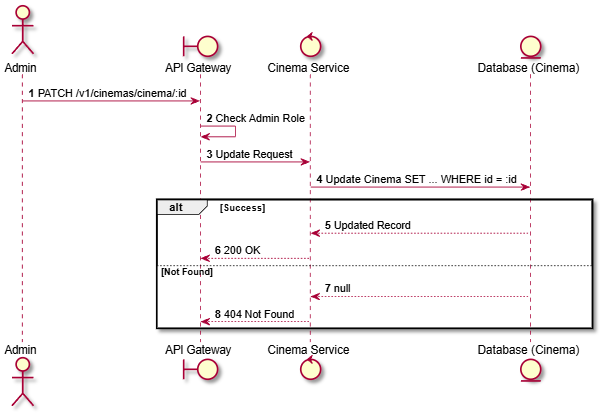 Admin API Gateway Cinema Service Database (Cinema)
1 PATCH /v1/cinemas/cinema/:id
2 Check Admin Role
3 Update Request
4 Update Cinema SET ... WHERE id = :id
alt [Success]
5 Updated Record
6 200 OK
[Not Found]
7 null
8 404 Not Found
Admin API Gateway Cinema Service Database (Cinema)